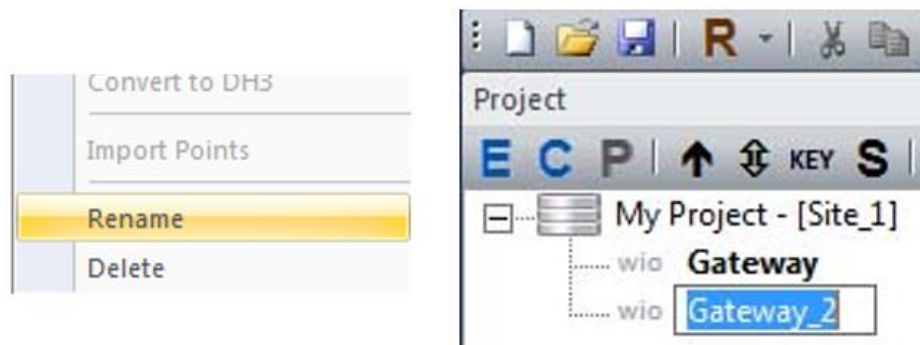 Convert to DH3
Import Points
Rename
Delete
R
Project
E C P KEY S
My Project - [Site_1]
wio Gateway
wio Gateway_2